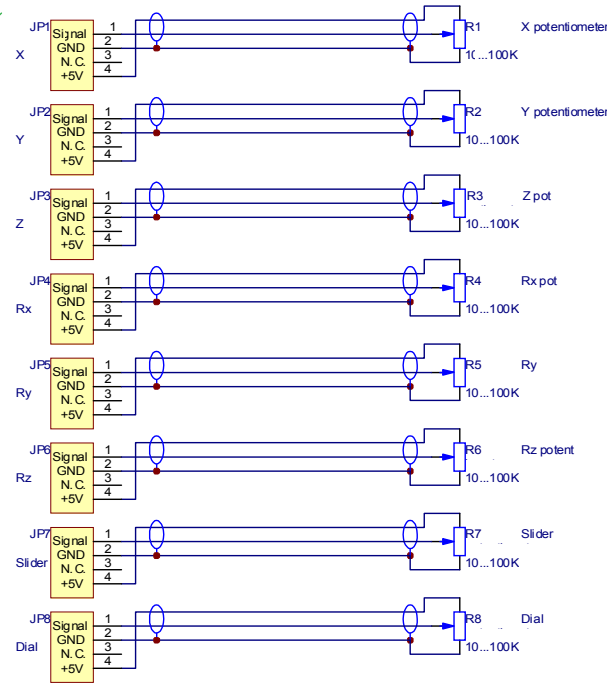 JP1 Signal 1 R1 X potentiometer
GND 2
X N.C. 3 10...100K
+5V 4
JP2 Signal 1 R2 Y potentiometer
GND 2
Y N.C. 3 10...100K
+5V 4
JP3 Signal 1 R3 Z pot
GND 2
Z N.C. 3 10...100K
+5V 4
JP4 Signal 1 R4 Rx pot
GND 2
Rx N.C. 3 10...100K
+5V 4
JP5 Signal 1 R5 Ry
GND 2
Ry N.C. 3 10...100K
+5V 4
JP6 Signal 1 R6 Rz potent
GND 2
Rz N.C. 3 10...100K
+5V 4
JP7 Signal 1 R7 Slider
GND 2
Slider N.C. 3 10...100K
+5V 4
JP8 Signal 1 R8 Dial
GND 2
Dial N.C. 3 10...100K
+5V 4